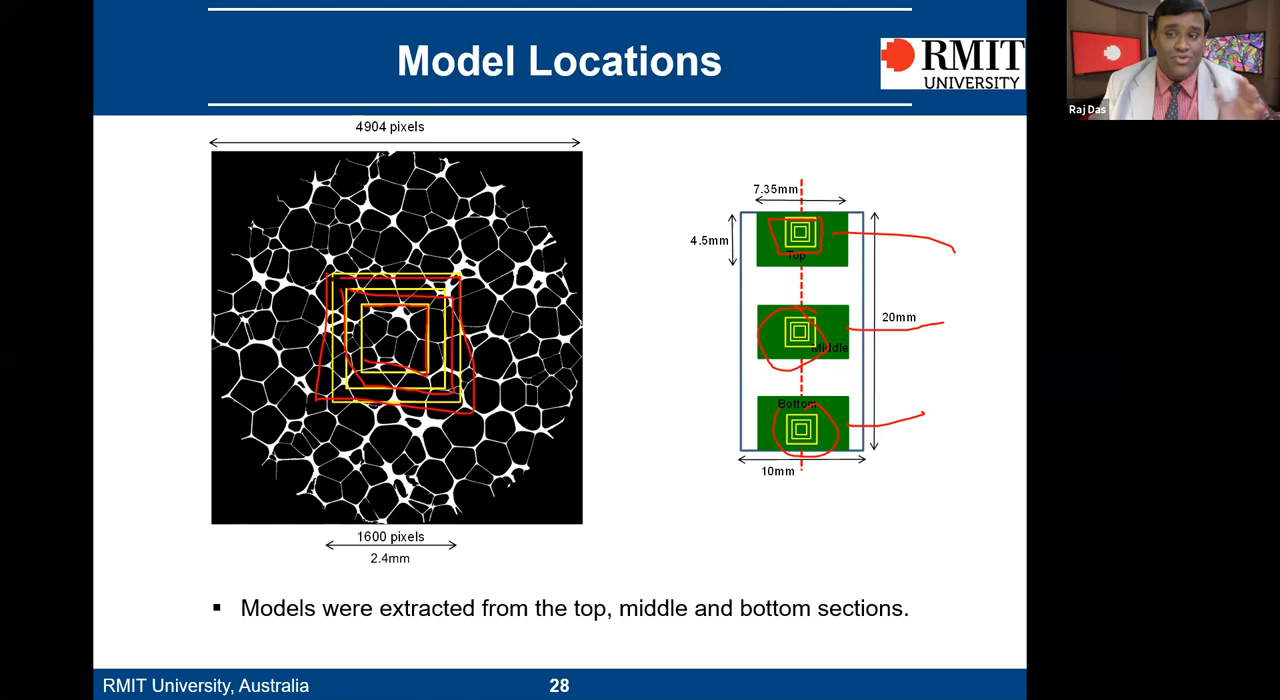 Model Locations
RMIT
UNIVERSITY
Raj Das
4904 pixels
7.35mm
4.5mm
Top
20mm
Middle
Bottom
10mm
1600 pixels
2.4mm
▪ Models were extracted from the top, middle and bottom sections.
RMIT University, Australia
28